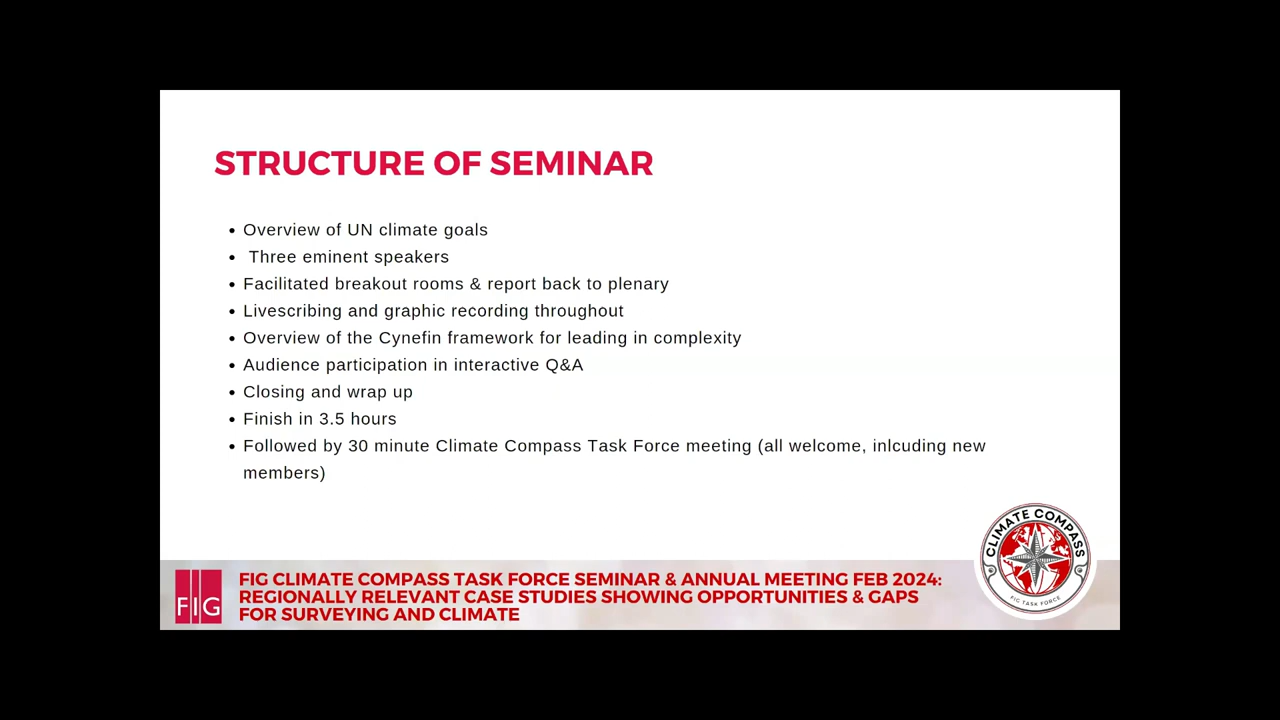 STRUCTURE OF SEMINAR
• Overview of UN climate goals
• Three eminent speakers
• Facilitated breakout rooms & report back to plenary
• Livescribing and graphic recording throughout
• Overview of the Cynefin framework for leading in complexity
• Audience participation in interactive Q&A
• Closing and wrap up
• Finish in 3.5 hours
• Followed by 30 minute Climate Compass Task Force meeting (all welcome, inlcuding new
members)
CLIMATE COMPASS
FIG TASK FORCE
FIG
FIG CLIMATE COMPASS TASK FORCE SEMINAR & ANNUAL MEETING FEB 2024:
REGIONALLY RELEVANT CASE STUDIES SHOWING OPPORTUNITIES & GAPS
FOR SURVEYING AND CLIMATE